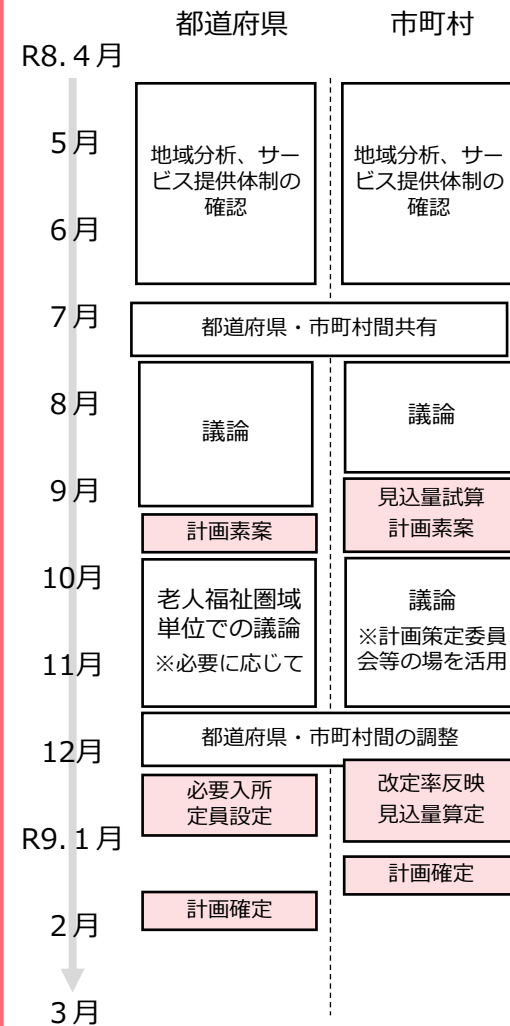 都道府県
市町村
R8.4月
5月
地域分析、サー
ビス提供体制の
確認
地域分析、サー
ビス提供体制の
確認
6月
7月
都道府県・市町村間共有
8月
議論
議論
9月
見込量試算
計画素案
計画素案
10月
老人福祉圏域
単位での議論
※必要に応じて
議論
※計画策定委員
会等の場を活用
11月
都道府県・市町村間の調整
12月
必要入所
定員設定
改定率反映
見込量算定
R9.1月
計画確定
計画確定
2月
3月